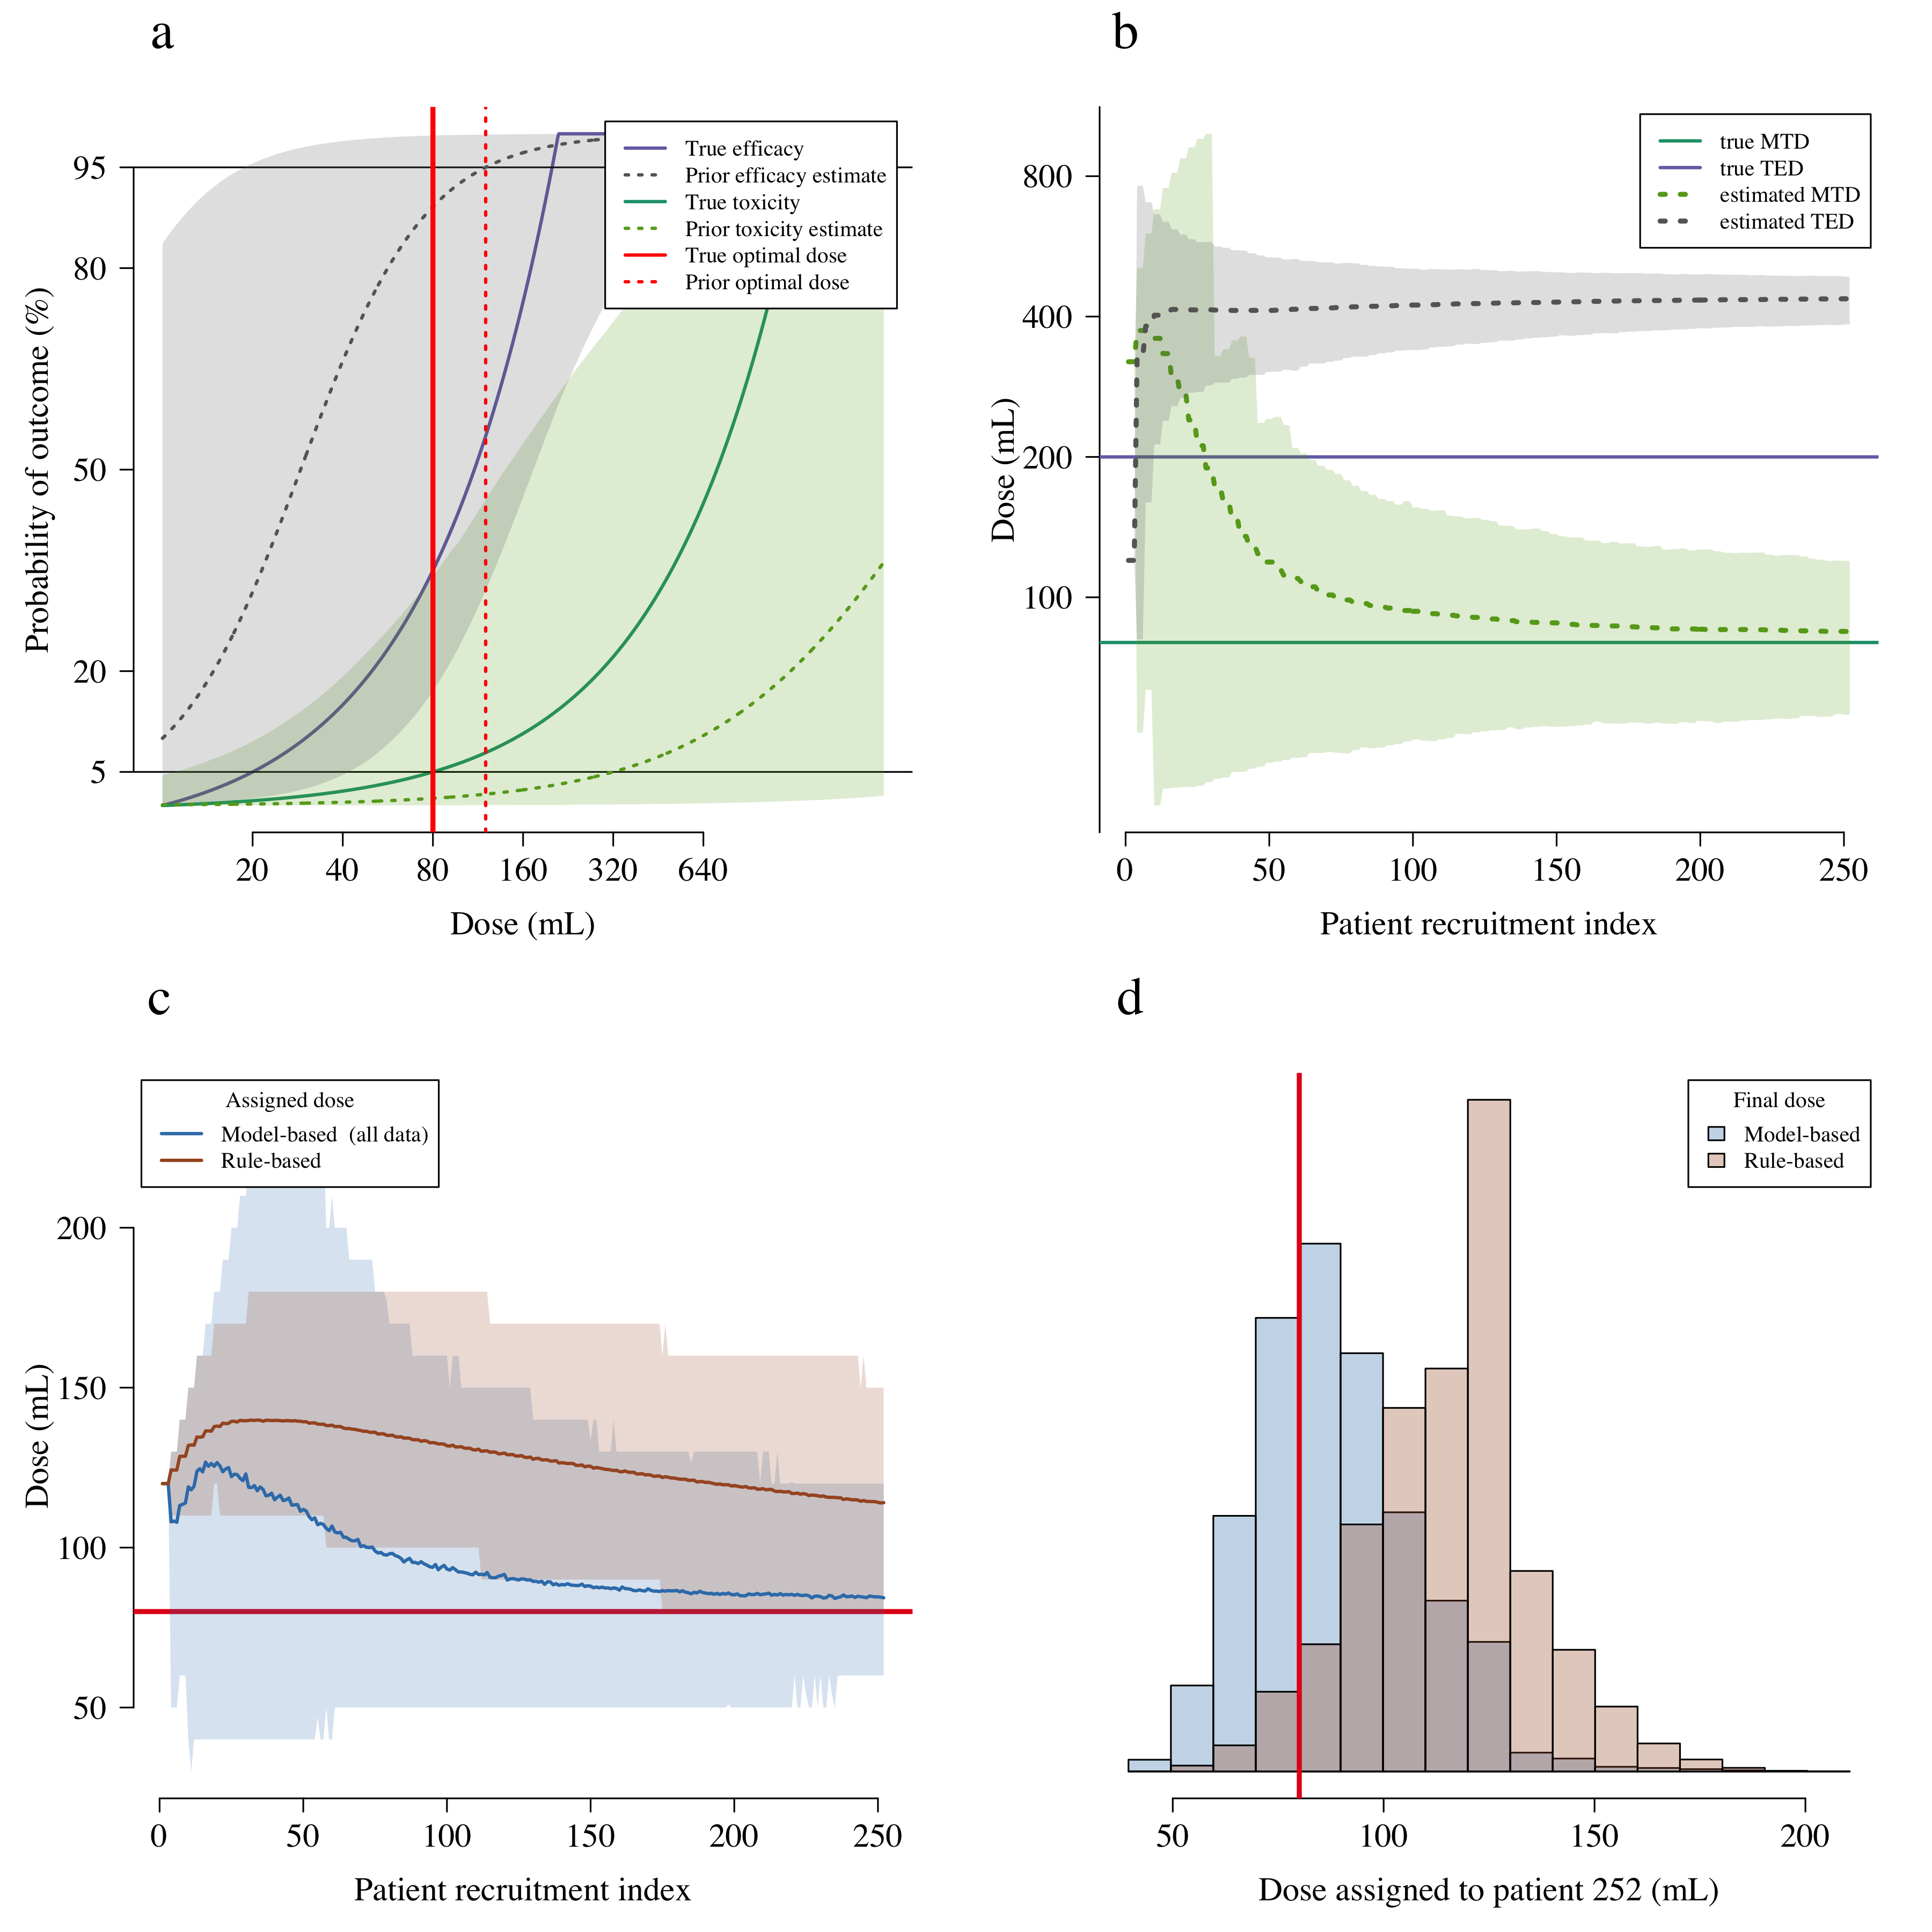 a
95
80
50
20
5
Probability of outcome (%)
True efficacy
Prior efficacy estimate
True toxicity
Prior toxicity estimate
True optimal dose
Prior optimal dose
20 40 80 160 320 640
Dose (mL)
b
800
400
200
100
Dose (mL)
true MTD
true TED
estimated MTD
estimated TED
0 50 100 150 200 250
Patient recruitment index
c
Assigned dose
Model-based (all data)
Rule-based
200
150
100
50
Dose (mL)
0 50 100 150 200 250
Patient recruitment index
d
Final dose
Model-based
Rule-based
50 100 150 200
Dose assigned to patient 252 (mL)